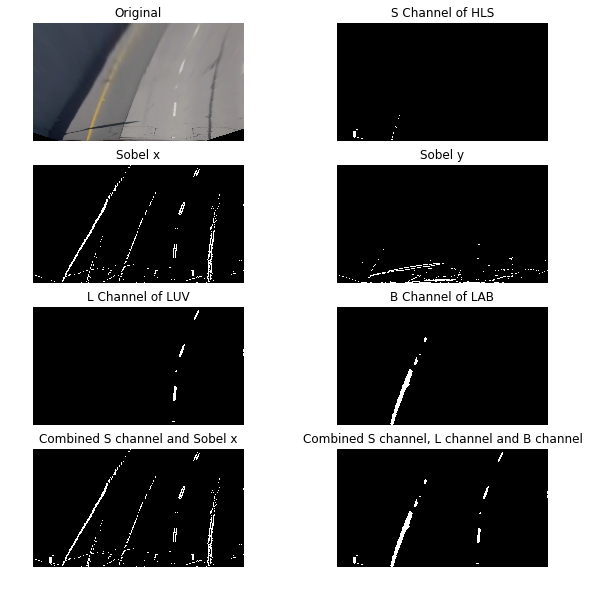 Original
S Channel of HLS
Sobel x
Sobel y
L Channel of LUV
B Channel of LAB
Combined S channel and Sobel x
Combined S channel, L channel and B channel